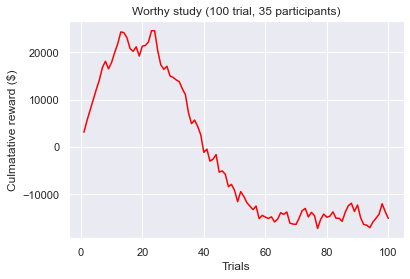 Worthy study (100 trial, 35 participants)
Culmatative reward ($)
20000
10000
0
−10000
0 20 40 60 80 100
Trials